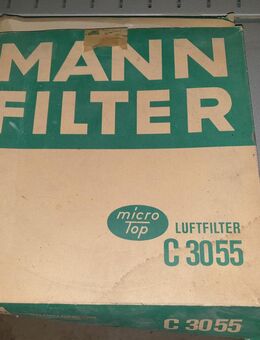 MANN
FILTER
micro
Top
LUFTFILTER
C 3055
C 3055